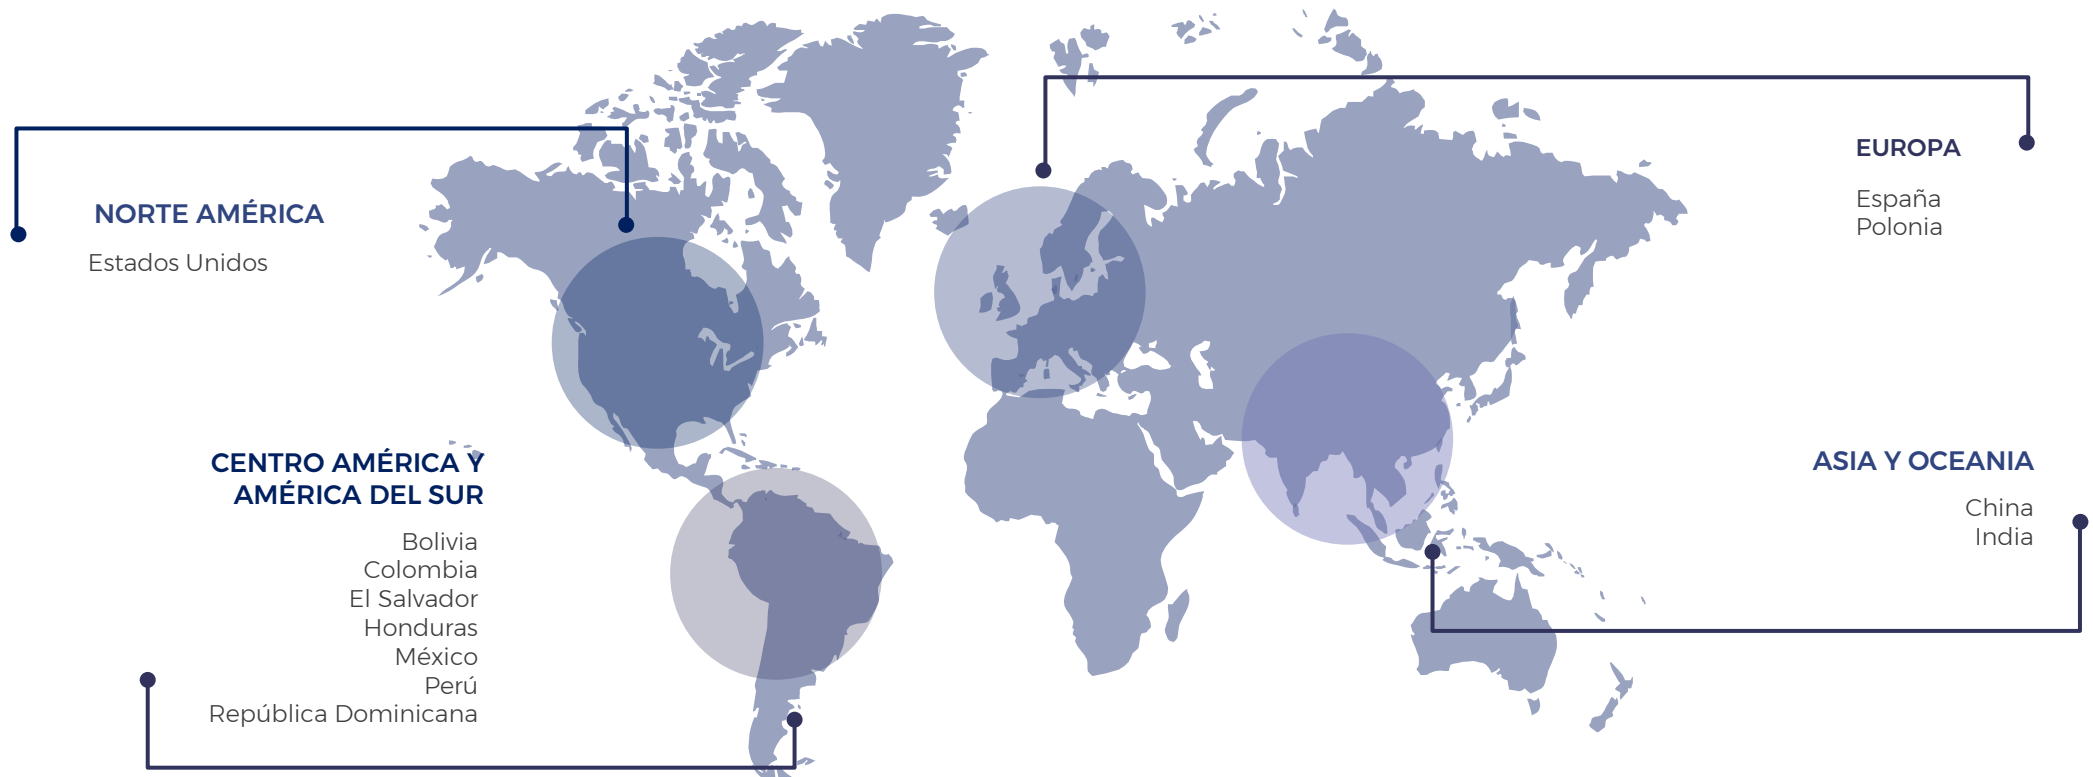 NORTE AMÉRICA
Estados Unidos
CENTRO AMÉRICA Y
AMÉRICA DEL SUR
Bolivia
Colombia
El Salvador
Honduras
México
Perú
República Dominicana
EUROPA
España
Polonia
ASIA Y OCEANIA
China
India